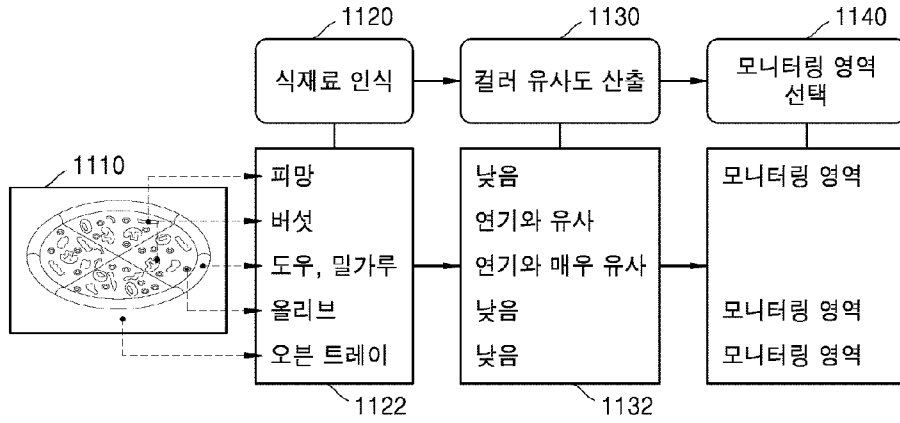 1120
1130
1140
식재료 인식
컬러 유사도 산출
모니터링 영역
선택
1110
피망
낮음
모니터링 영역
버섯
연기와 유사
도우, 밀가루
연기와 매우 유사
올리브
낮음
모니터링 영역
오븐 트레이
낮음
모니터링 영역
1122
1132